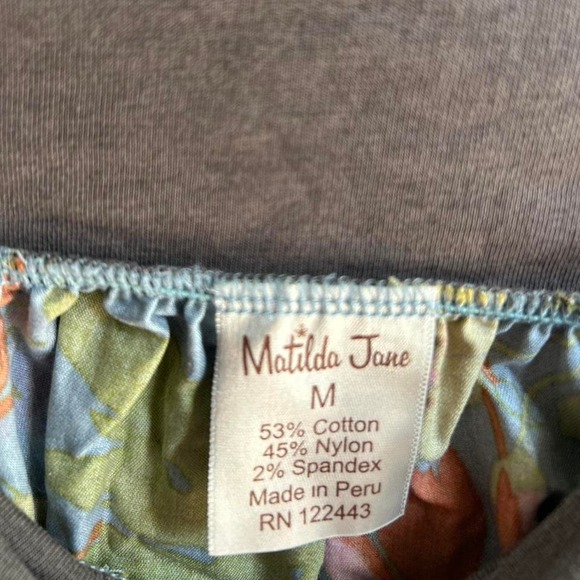 Matilda Jane
M
53% Cotton
45% Nylon
2% Spandex
Made in Peru
RN 122443